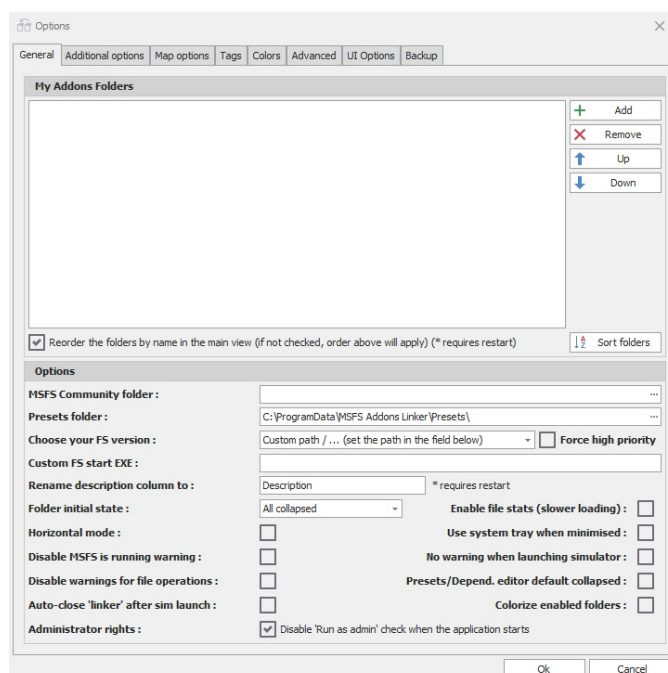 Options
General Additional options Map options Tags Colors Advanced UI Options Backup
My Addons Folders
Add
Remove
Up
Down
Reorder the folders by name in the main view (if not checked, order above will apply) (* requires restart)
Sort folders
Options
MSFS Community folder :
...
Presets folder : C:\ProgramData\MSFS Addons Linker\Presets\ ...
Choose your FS version : Custom path / ... (set the path in the field below) Force high priority
Custom FS start EXE :
Rename description column to : Description * requires restart
Folder initial state : All collapsed Enable file stats (slower loading) :
Horizontal mode : Use system tray when minimised :
Disable MSFS is running warning : No warning when launching simulator :
Disable warnings for file operations : Presets/Depend. editor default collapsed :
Auto-close 'linker' after sim launch : Colorize enabled folders :
Administrator rights : Disable 'Run as admin' check when the application starts
Ok Cancel